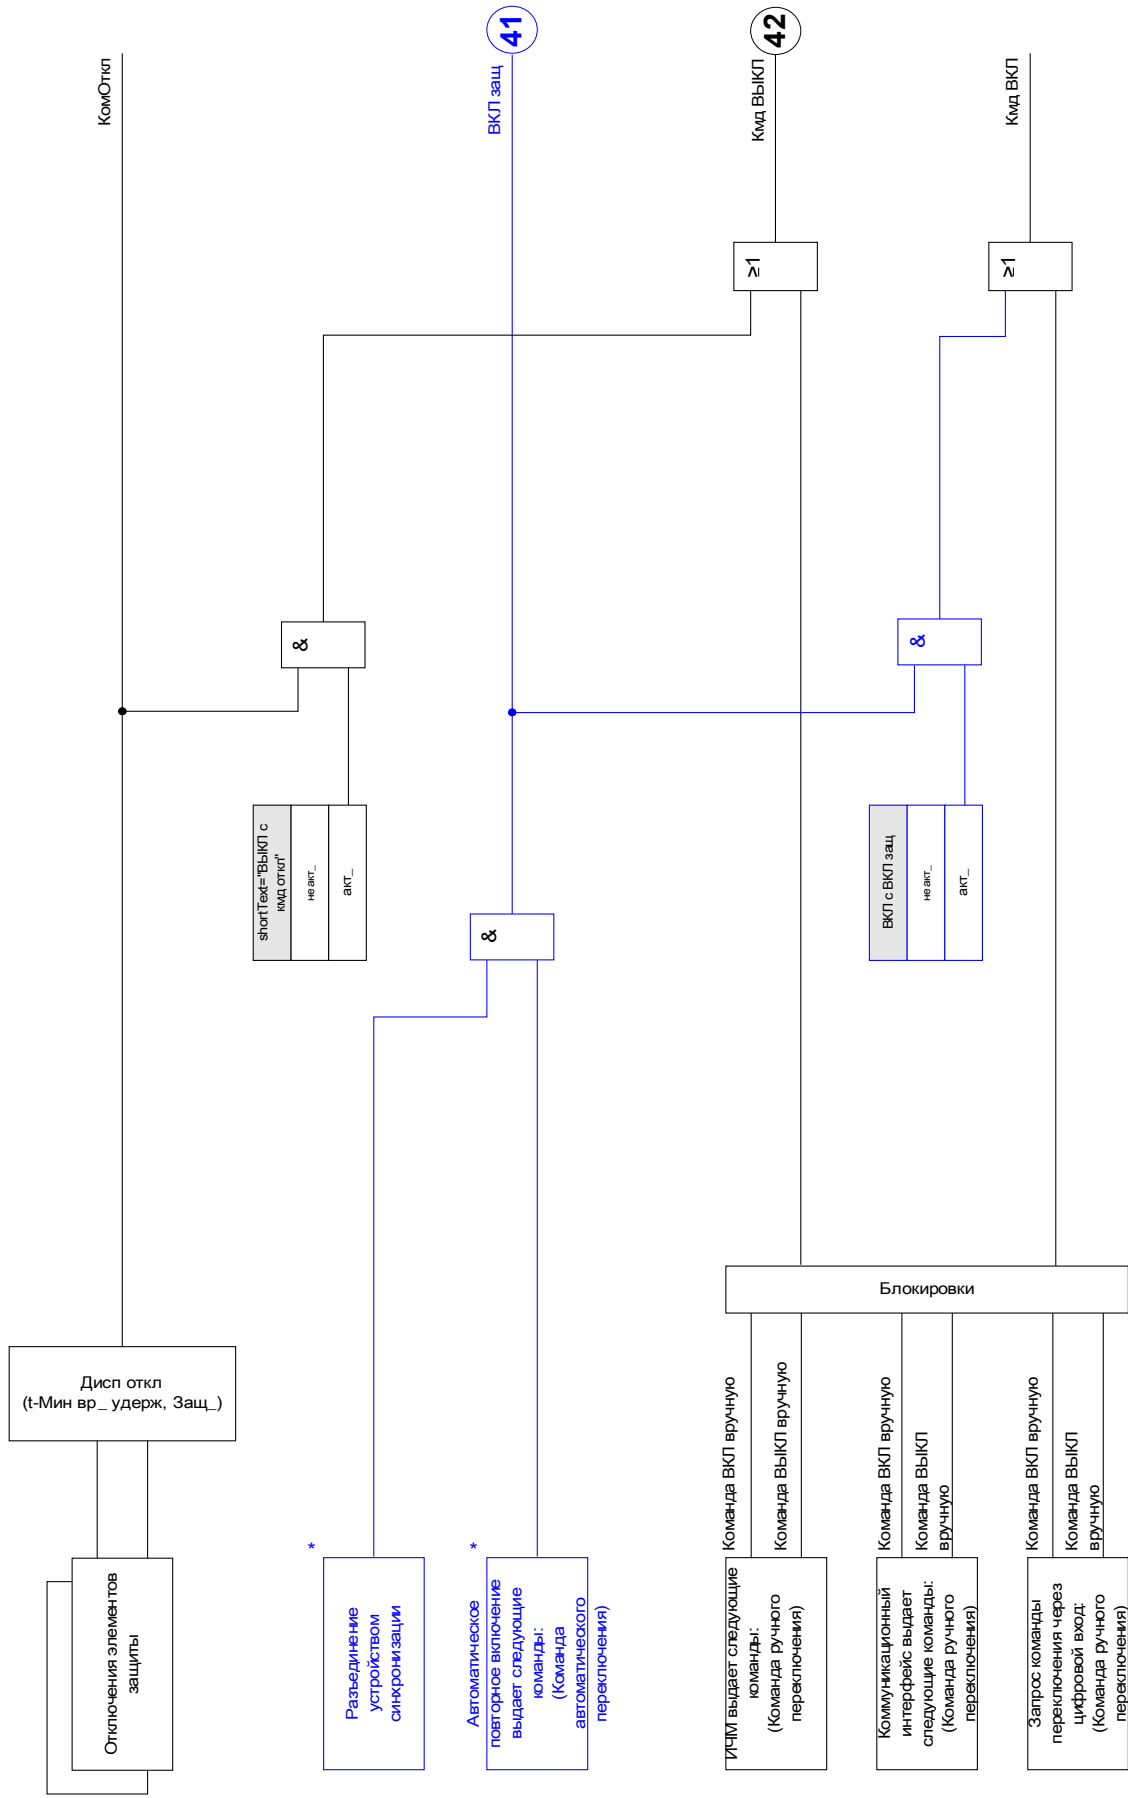 КомОткл
ВКЛ защ
41
Кмд ВЫКЛ
42
Кмд ВКЛ
≥1
≥1
&
&
shortText="ВЫКЛ с
кмд откл"
неакт_
акт_
ВКЛ с ВКЛ защ
неакт_
акт_
&
Блокировки
Дисп откл
(t-Мин вр_ удерж, Защ_)
Команда ВКЛ вручную
Команда ВЫКЛ вручную
Команда ВКЛ вручную
Команда ВЫКЛ
вручную
Команда ВКЛ вручную
Команда ВЫКЛ
вручную
Отключения элементов
защиты
*
Разъединение
устройством
синхронизации
*
Автоматическое
повторное включение
выдает следующие
команды:
(Команда
автоматического
переключения)
ИЧМ выдает следующие
команды:
(Команда ручного
переключения)
Коммуникационный
интерфейс выдает
следующие команды:
(Команда ручного
переключения)
Запрос команды
переключения через
цифровой вход:
(Команда ручного
переключения)